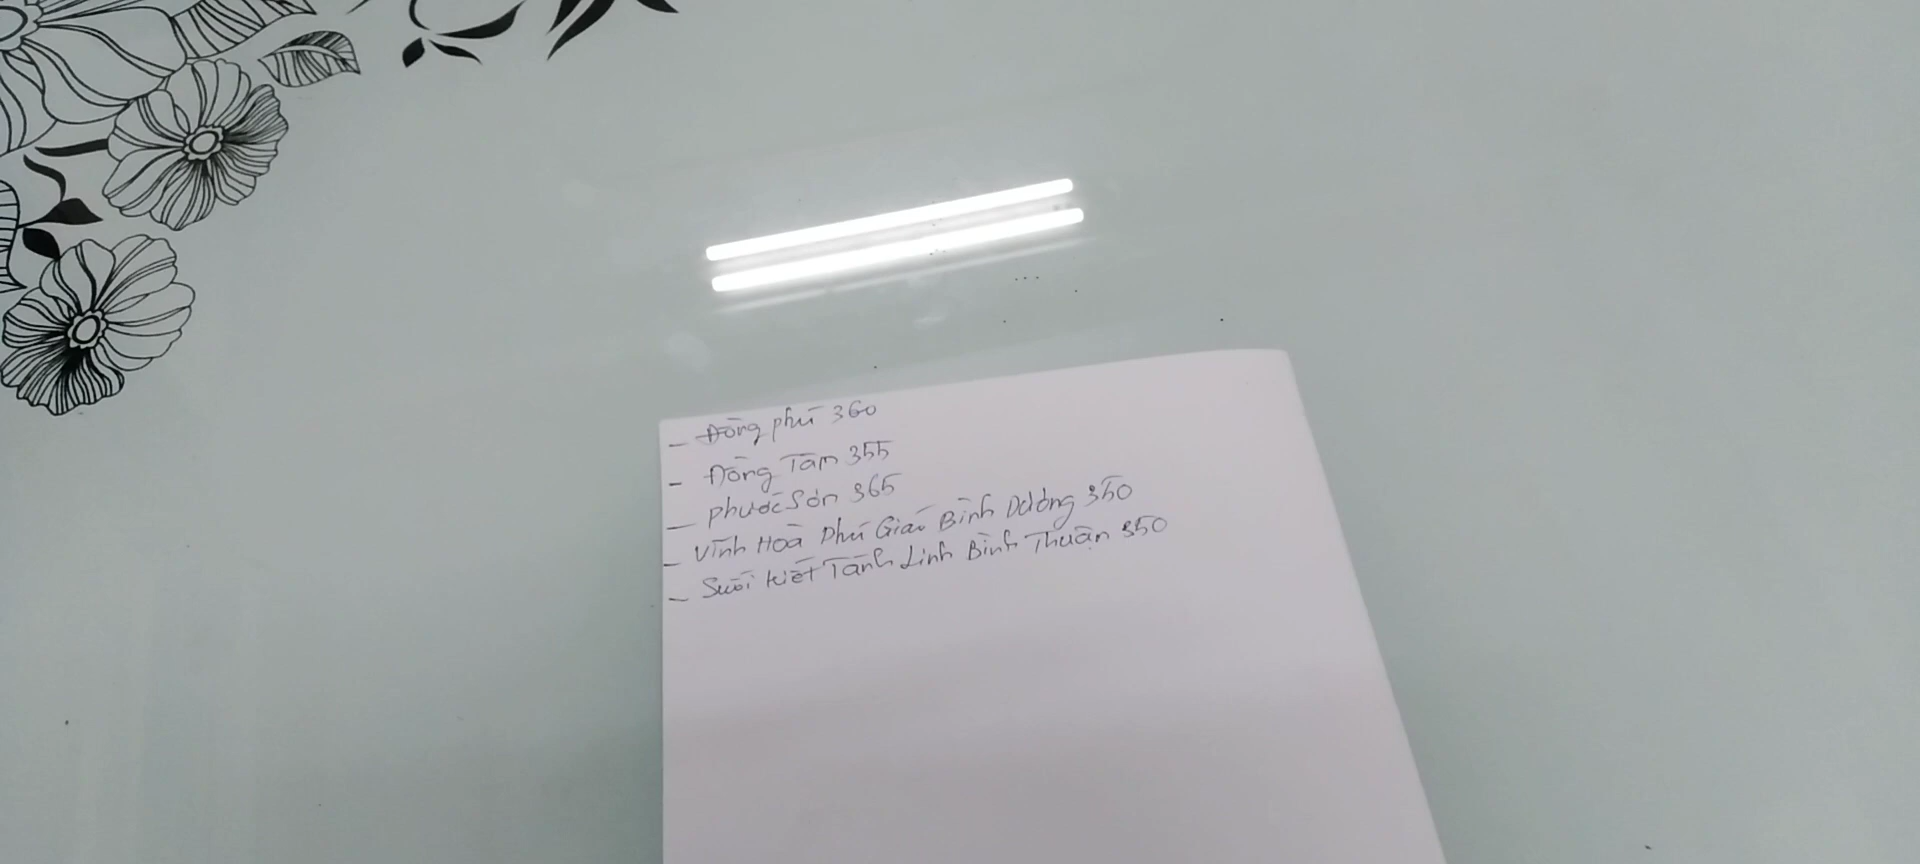 - Đồng phú 360
- Đồng Tâm 355
- phước Sơn 365
- Vĩnh Hoà Phú Giáo Bình Dương 350
- Suối Kiết Tánh Linh Bình Thuận 350